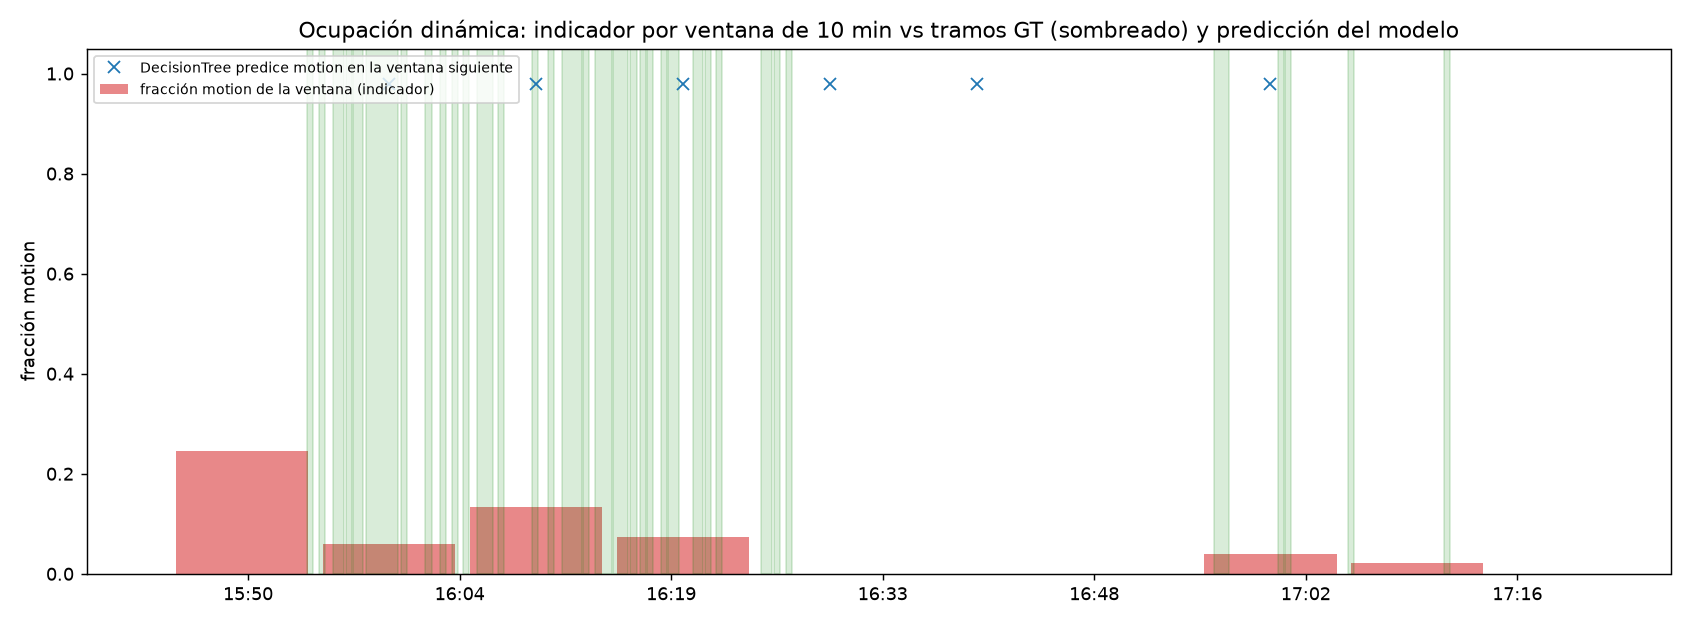 Ocupación dinámica: indicador por ventana de 10 min vs tramos GT (sombreado) y predicción del modelo
DecisionTree predice motion en la ventana siguiente
fracción motion de la ventana (indicador)
fracción motion
1.0
0.8
0.6
0.4
0.2
0.0
15:50 16:04 16:19 16:33 16:48 17:02 17:16